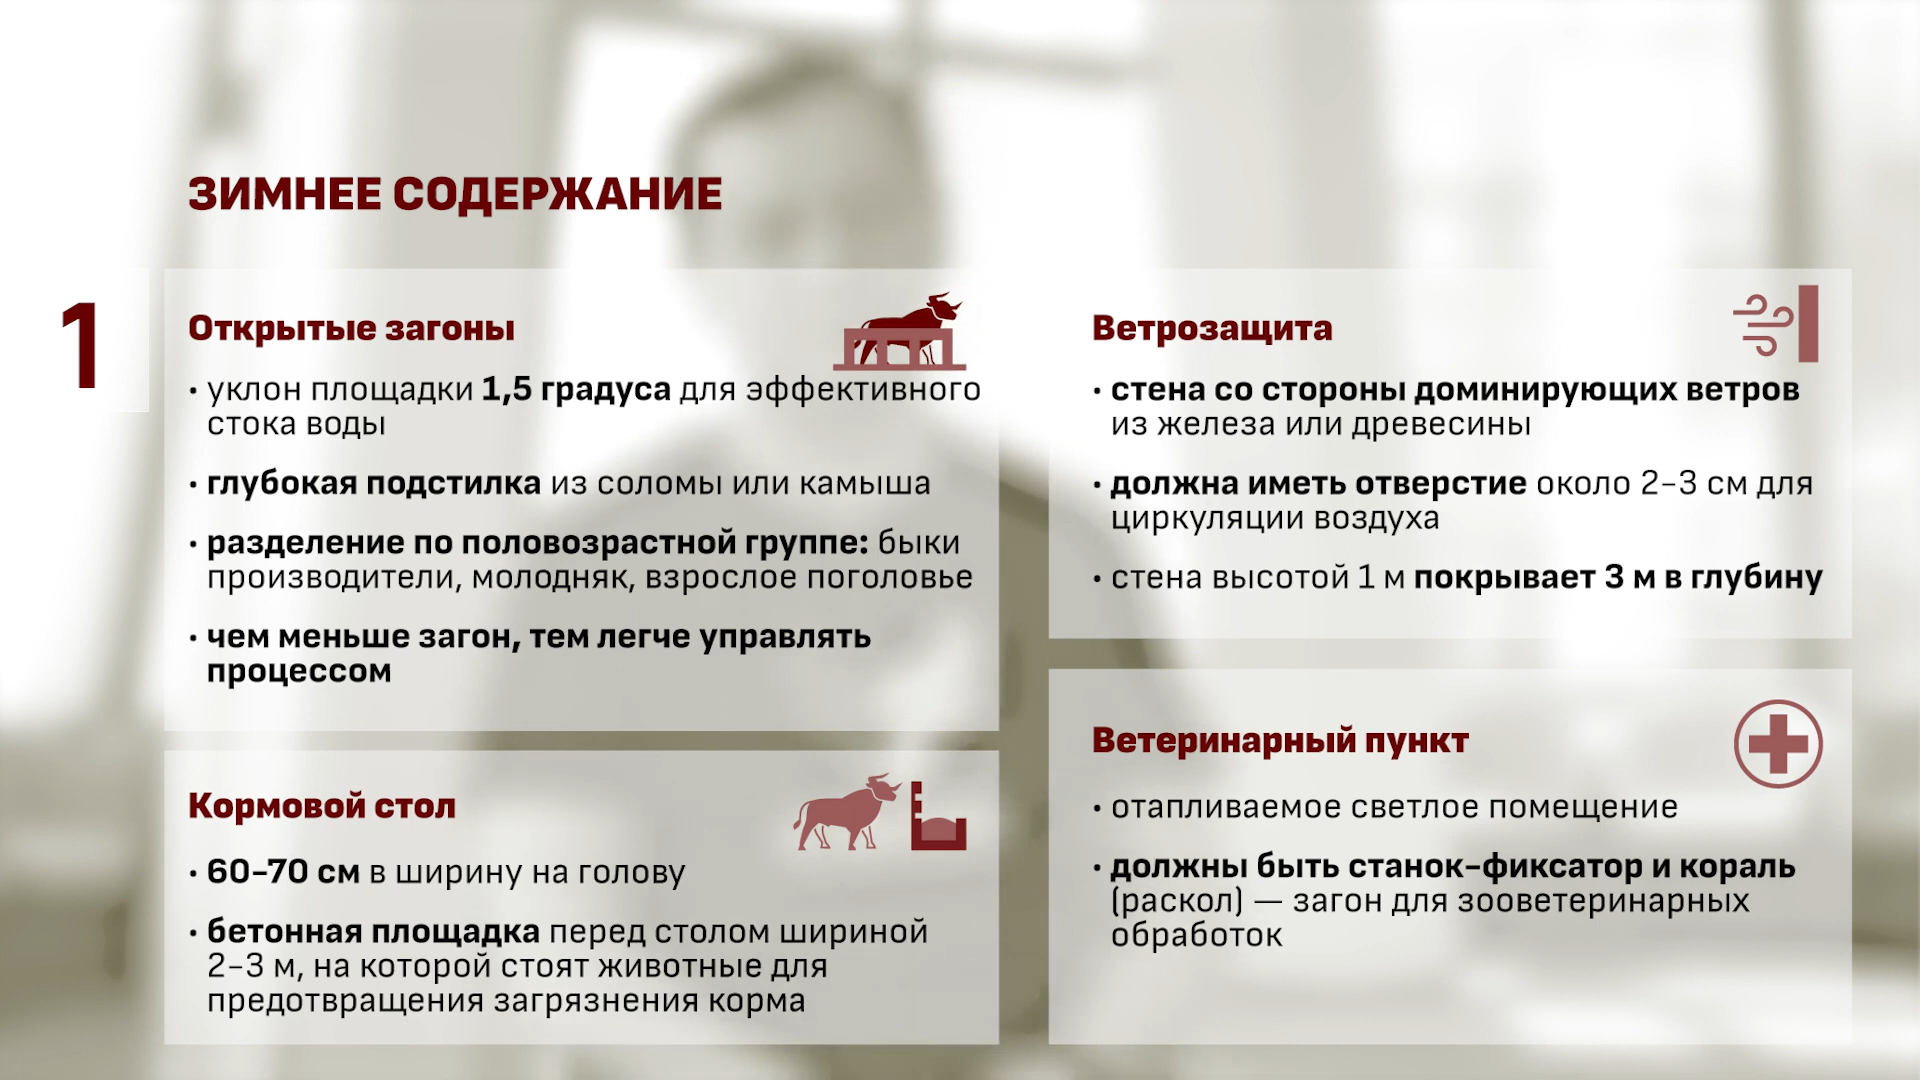 ЗИМНЕЕ СОДЕРЖАНИЕ
1
Открытые загоны
• уклон площадки 1,5 градуса для эффективного
стока воды
• глубокая подстилка из соломы или камыша
• разделение по половозрастной группе: быки
производители, молодняк, взрослое поголовье
• чем меньше загон, тем легче управлять
процессом
Кормовой стол
• 60-70 см в ширину на голову
• бетонная площадка перед столом шириной
2-3 м, на которой стоят животные для
предотвращения загрязнения корма
Ветрозащита
• стена со стороны доминирующих ветров
из железа или древесины
• должна иметь отверстие около 2-3 см для
циркуляции воздуха
• стена высотой 1 м покрывает 3 м в глубину
Ветеринарный пункт
• отапливаемое светлое помещение
• должны быть станок-фиксатор и кораль
(раскол) — загон для зооветеринарных
обработок